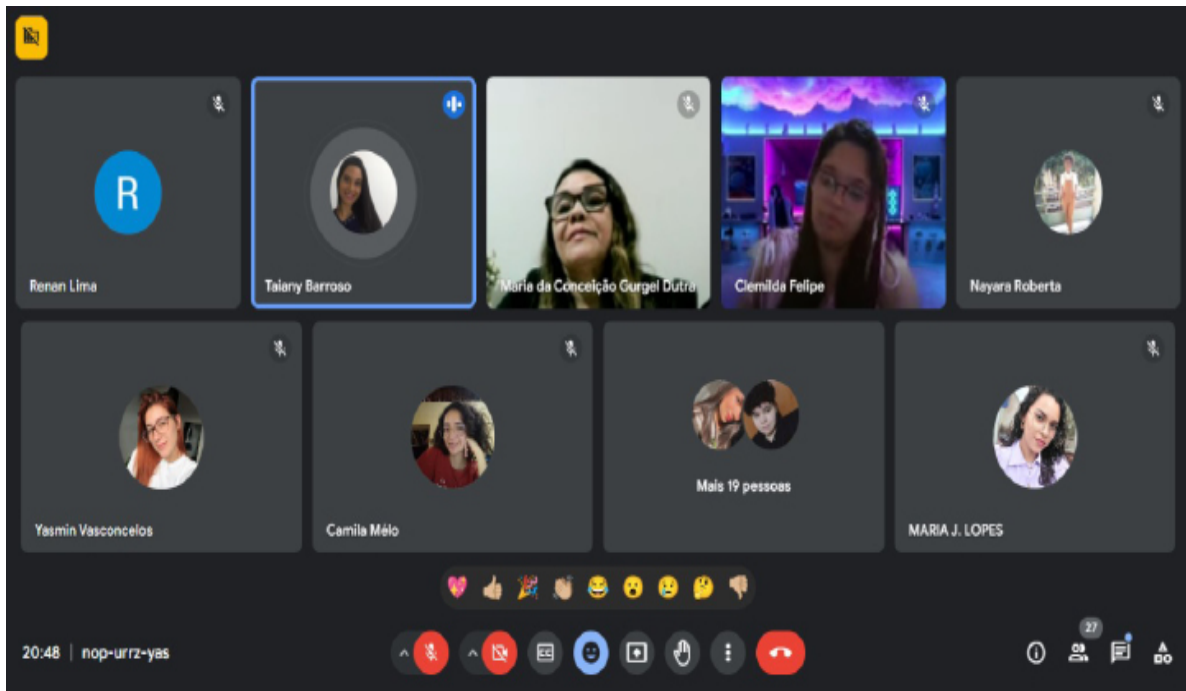 R
Renan Lima
Taiany Barroso
Maria da Conceição Gurgel Dutra
Clemilda Felipe
Nayara Roberta
Yasmin Vasconcelos
Camila Mélo
Mais 19 pessoas
MARIA J. LOPES
27
20:48 | nop-urrz-yas
CC